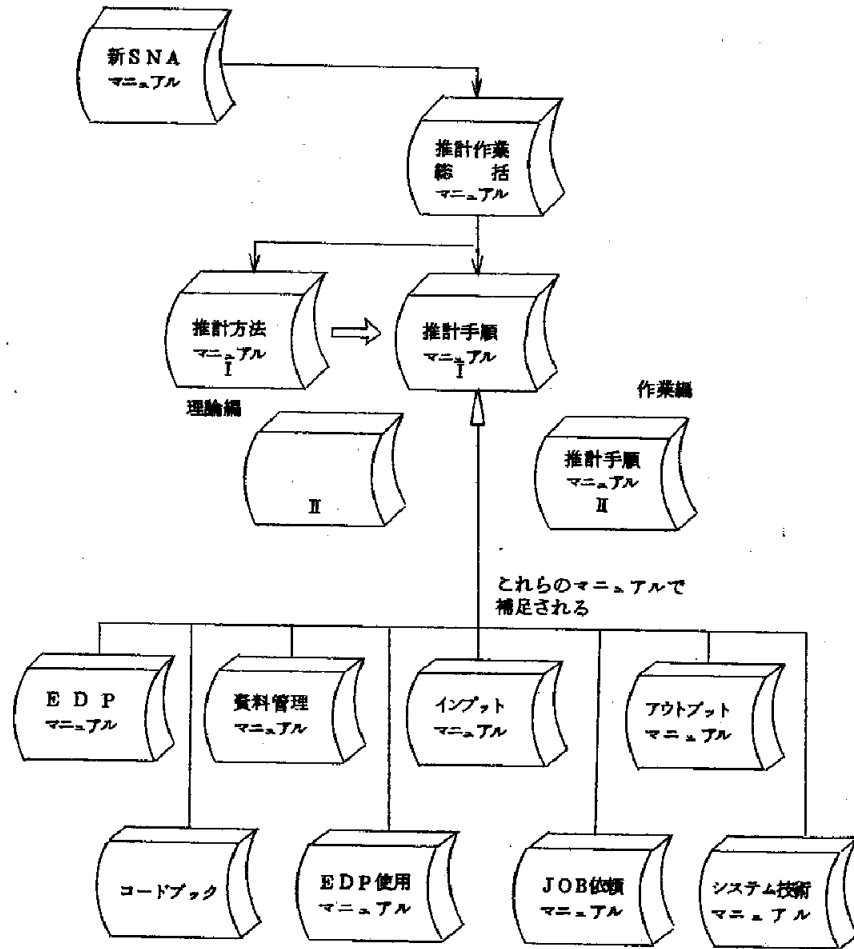 新SNA
マニュアル
推計作業
総　括
マニュアル
推計方法
マニュアル
I
推計手順
マニュアル
I
理論編
作業編
II
推計手順
マニュアル
II
これらのマニュアルで
補足される
EDP
マニュアル
資料管理
マニュアル
インプット
マニュアル
アウトプット
マニュアル
コードブック
EDP使用
マニュアル
JOB依頼
マニュアル
システム技術
マニュアル